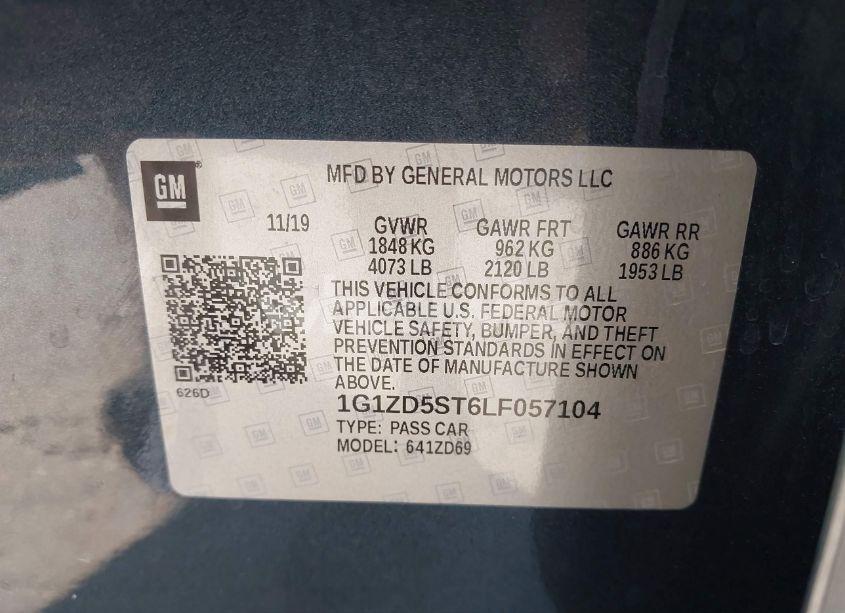 GM
MFD BY GENERAL MOTORS LLC
11/19 GVWR GAWR FRT GAWR RR
1848 KG 962 KG 886 KG
4073 LB 2120 LB 1953 LB
THIS VEHICLE CONFORMS TO ALL
APPLICABLE U.S. FEDERAL MOTOR
VEHICLE SAFETY, BUMPER, AND THEFT
PREVENTION STANDARDS IN EFFECT ON
THE DATE OF MANUFACTURE SHOWN
ABOVE.
626D
1G1ZD5ST6LF057104
TYPE: PASS CAR
MODEL: 641ZD69